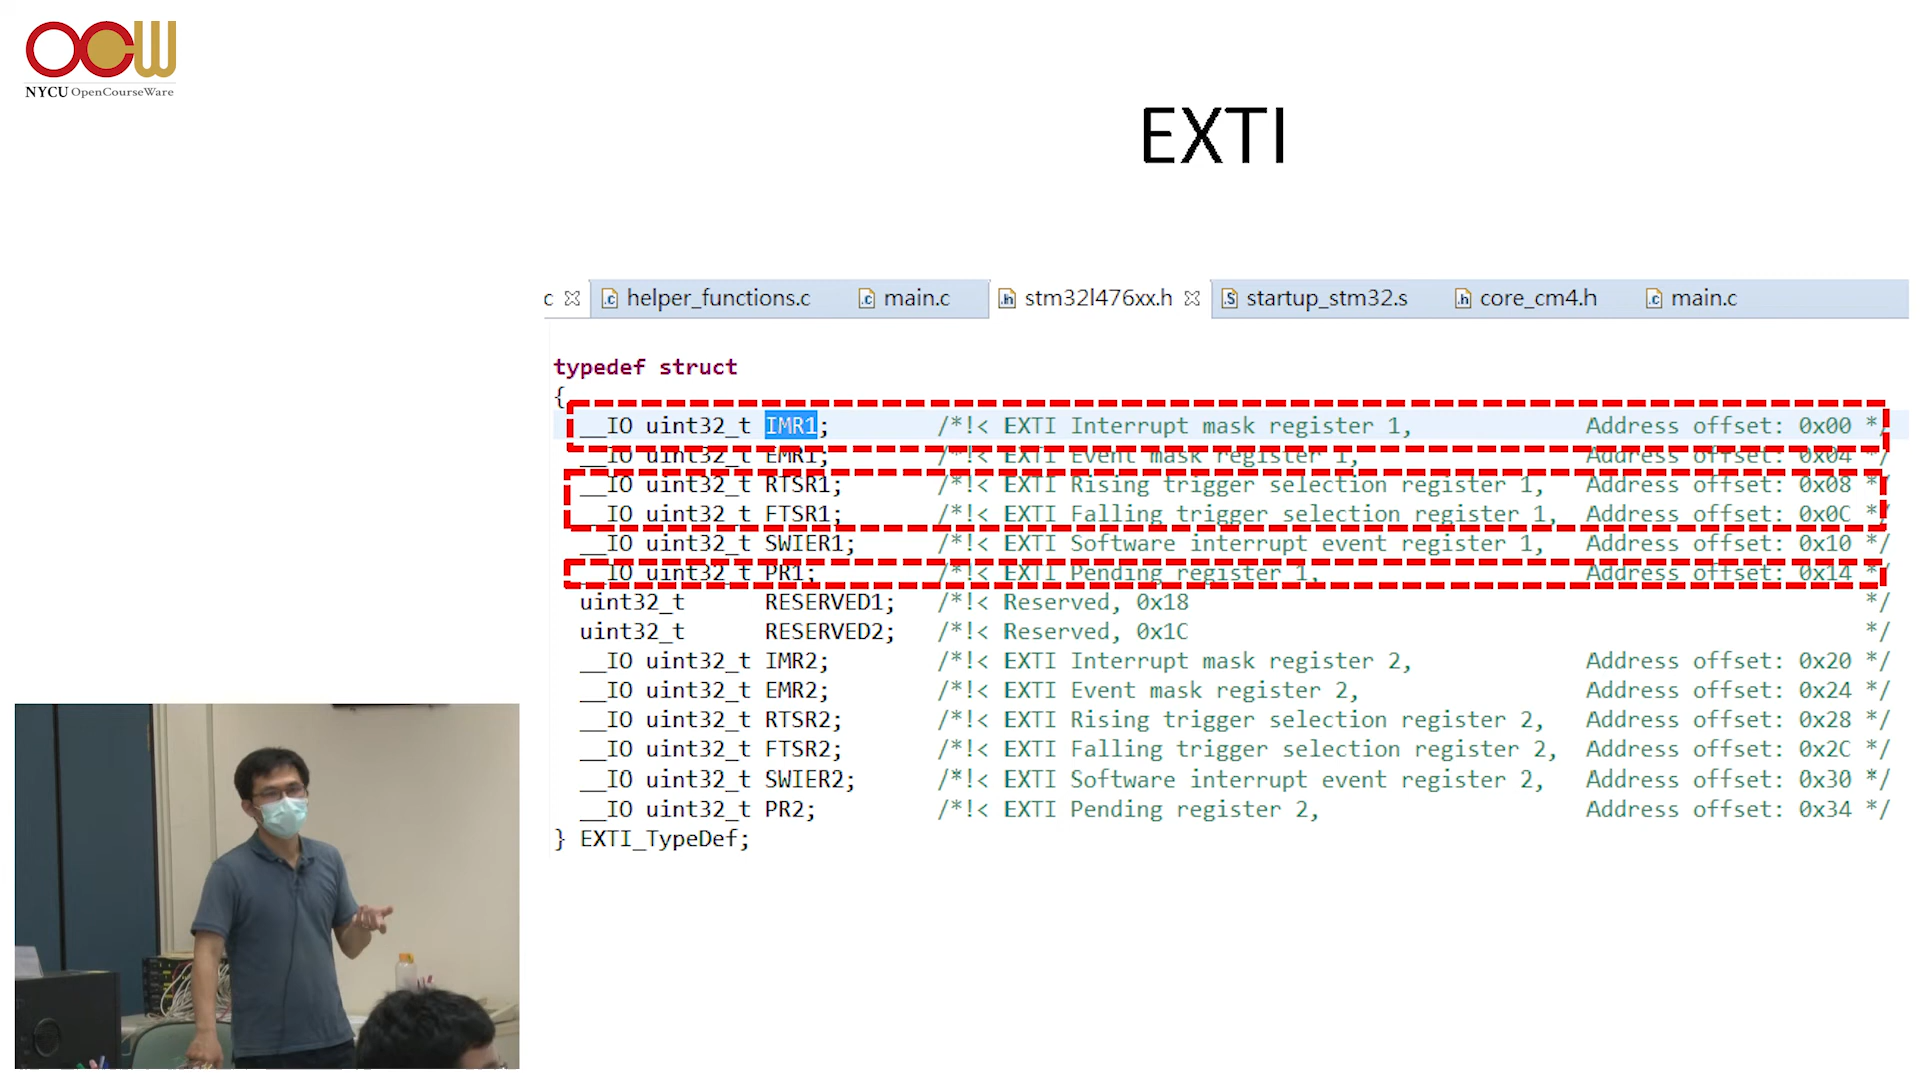 OCW
NYCU OpenCourseWare
EXTI
c helper_functions.c main.c stm32l476xx.h startup_stm32.s core_cm4.h main.c
typedef struct
{
__IO uint32_t IMR1; /*!< EXTI Interrupt mask register 1, Address offset: 0x00 */
__IO uint32_t EMR1; /*!< EXTI Event mask register 1, Address offset: 0x04 */
__IO uint32_t RTSR1; /*!< EXTI Rising trigger selection register 1, Address offset: 0x08 */
__IO uint32_t FTSR1; /*!< EXTI Falling trigger selection register 1, Address offset: 0x0C */
__IO uint32_t SWIER1; /*!< EXTI Software interrupt event register 1, Address offset: 0x10 */
__IO uint32_t PR1; /*!< EXTI Pending register 1, Address offset: 0x14 */
uint32_t RESERVED1; /*!< Reserved, 0x18 */
uint32_t RESERVED2; /*!< Reserved, 0x1C */
__IO uint32_t IMR2; /*!< EXTI Interrupt mask register 2, Address offset: 0x20 */
__IO uint32_t EMR2; /*!< EXTI Event mask register 2, Address offset: 0x24 */
__IO uint32_t RTSR2; /*!< EXTI Rising trigger selection register 2, Address offset: 0x28 */
__IO uint32_t FTSR2; /*!< EXTI Falling trigger selection register 2, Address offset: 0x2C */
__IO uint32_t SWIER2; /*!< EXTI Software interrupt event register 2, Address offset: 0x30 */
__IO uint32_t PR2; /*!< EXTI Pending register 2, Address offset: 0x34 */
} EXTI_TypeDef;